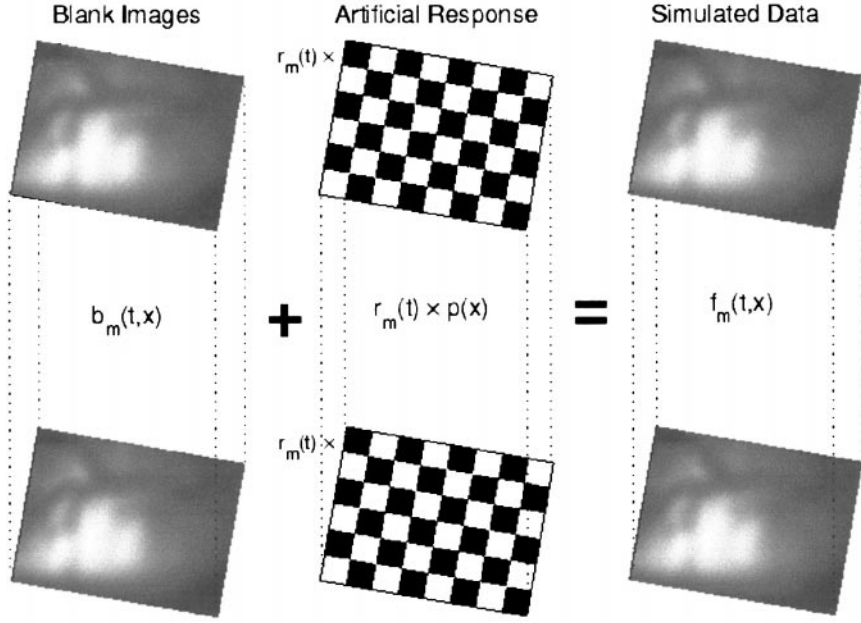 Blank Images
Artificial Response
Simulated Data
r_m(t) ×
b_m(t,x)
+
r_m(t) × p(x)
=
f_m(t,x)
r_m(t) ×